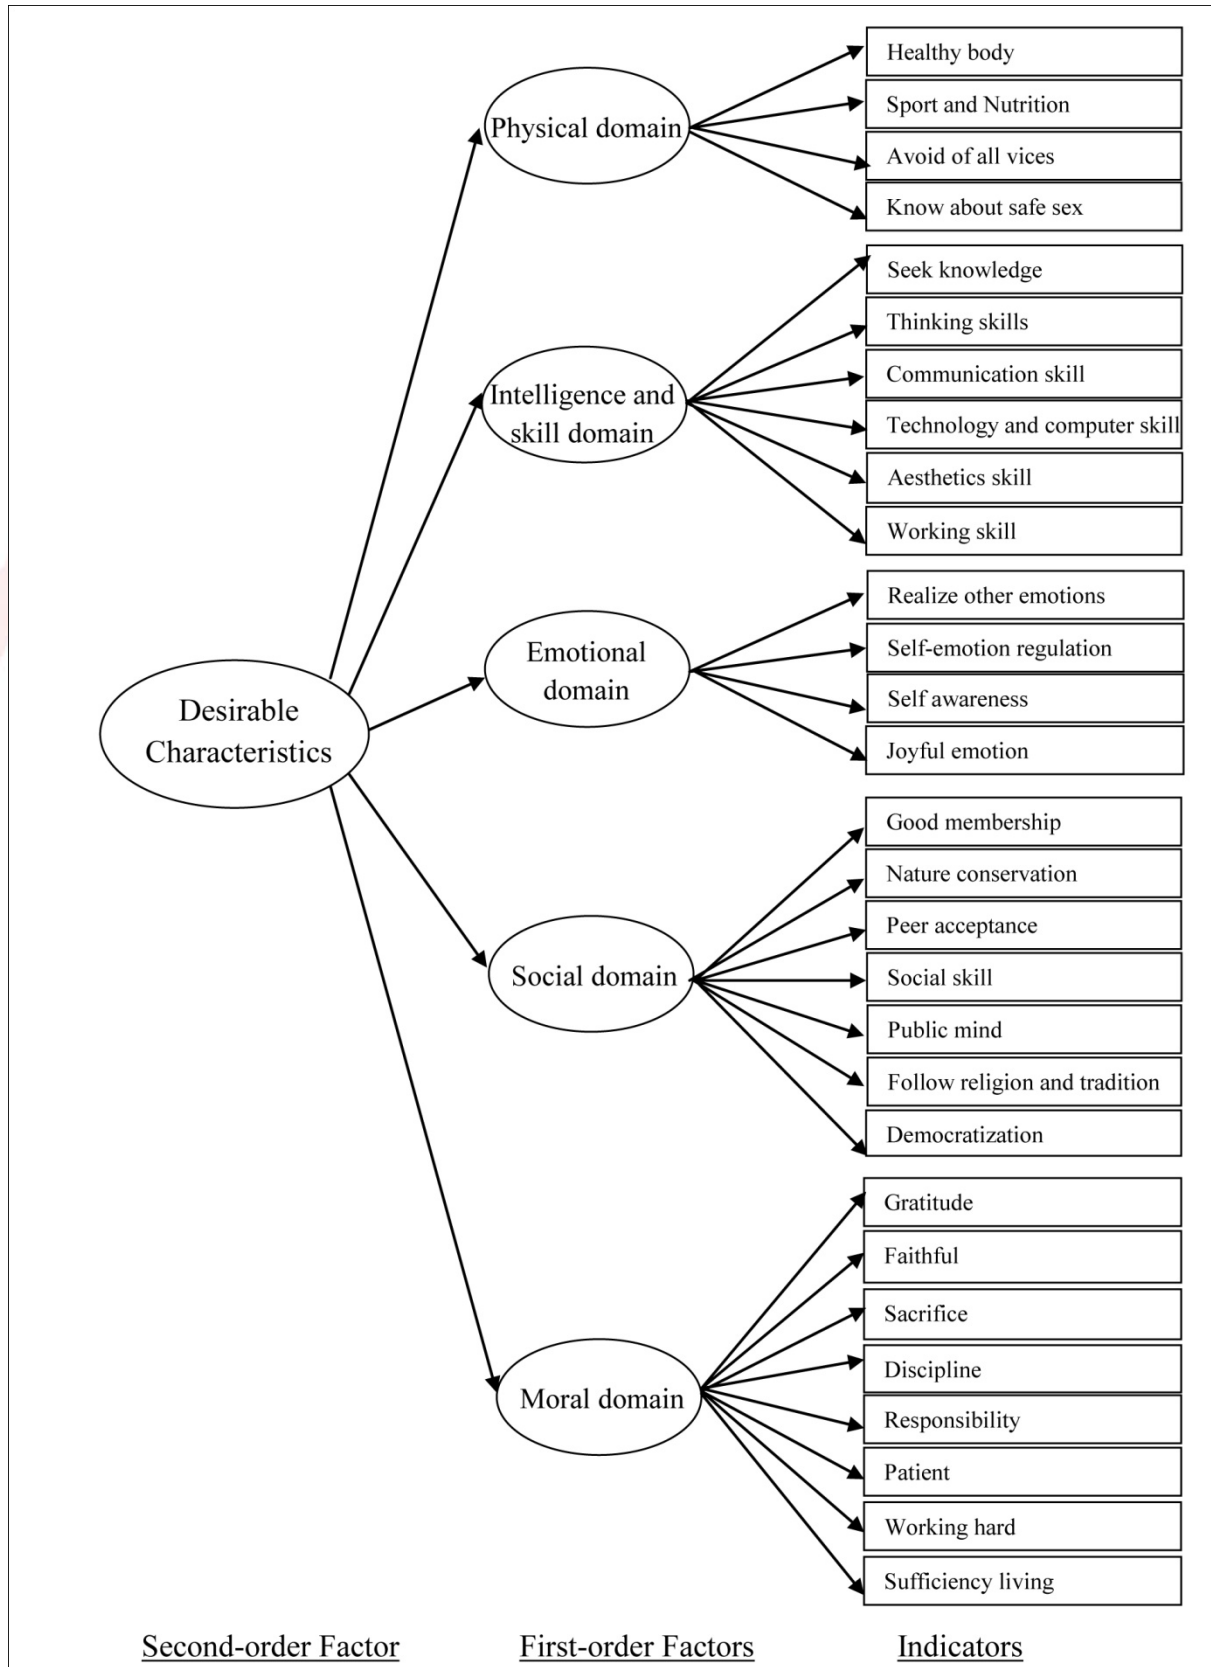 Healthy body
Sport and Nutrition
Physical domain
Avoid of all vices
Know about safe sex
Seek knowledge
Thinking skills
Communication skill
Intelligence and
skill domain
Technology and computer skill
Aesthetics skill
Working skill
Realize other emotions
Self-emotion regulation
Emotional
domain
Self awareness
Joyful emotion
Desirable
Characteristics
Good membership
Nature conservation
Peer acceptance
Social domain
Social skill
Public mind
Follow religion and tradition
Democratization
Gratitude
Faithful
Sacrifice
Discipline
Moral domain
Responsibility
Patient
Working hard
Sufficiency living
Second-order Factor
First-order Factors
Indicators